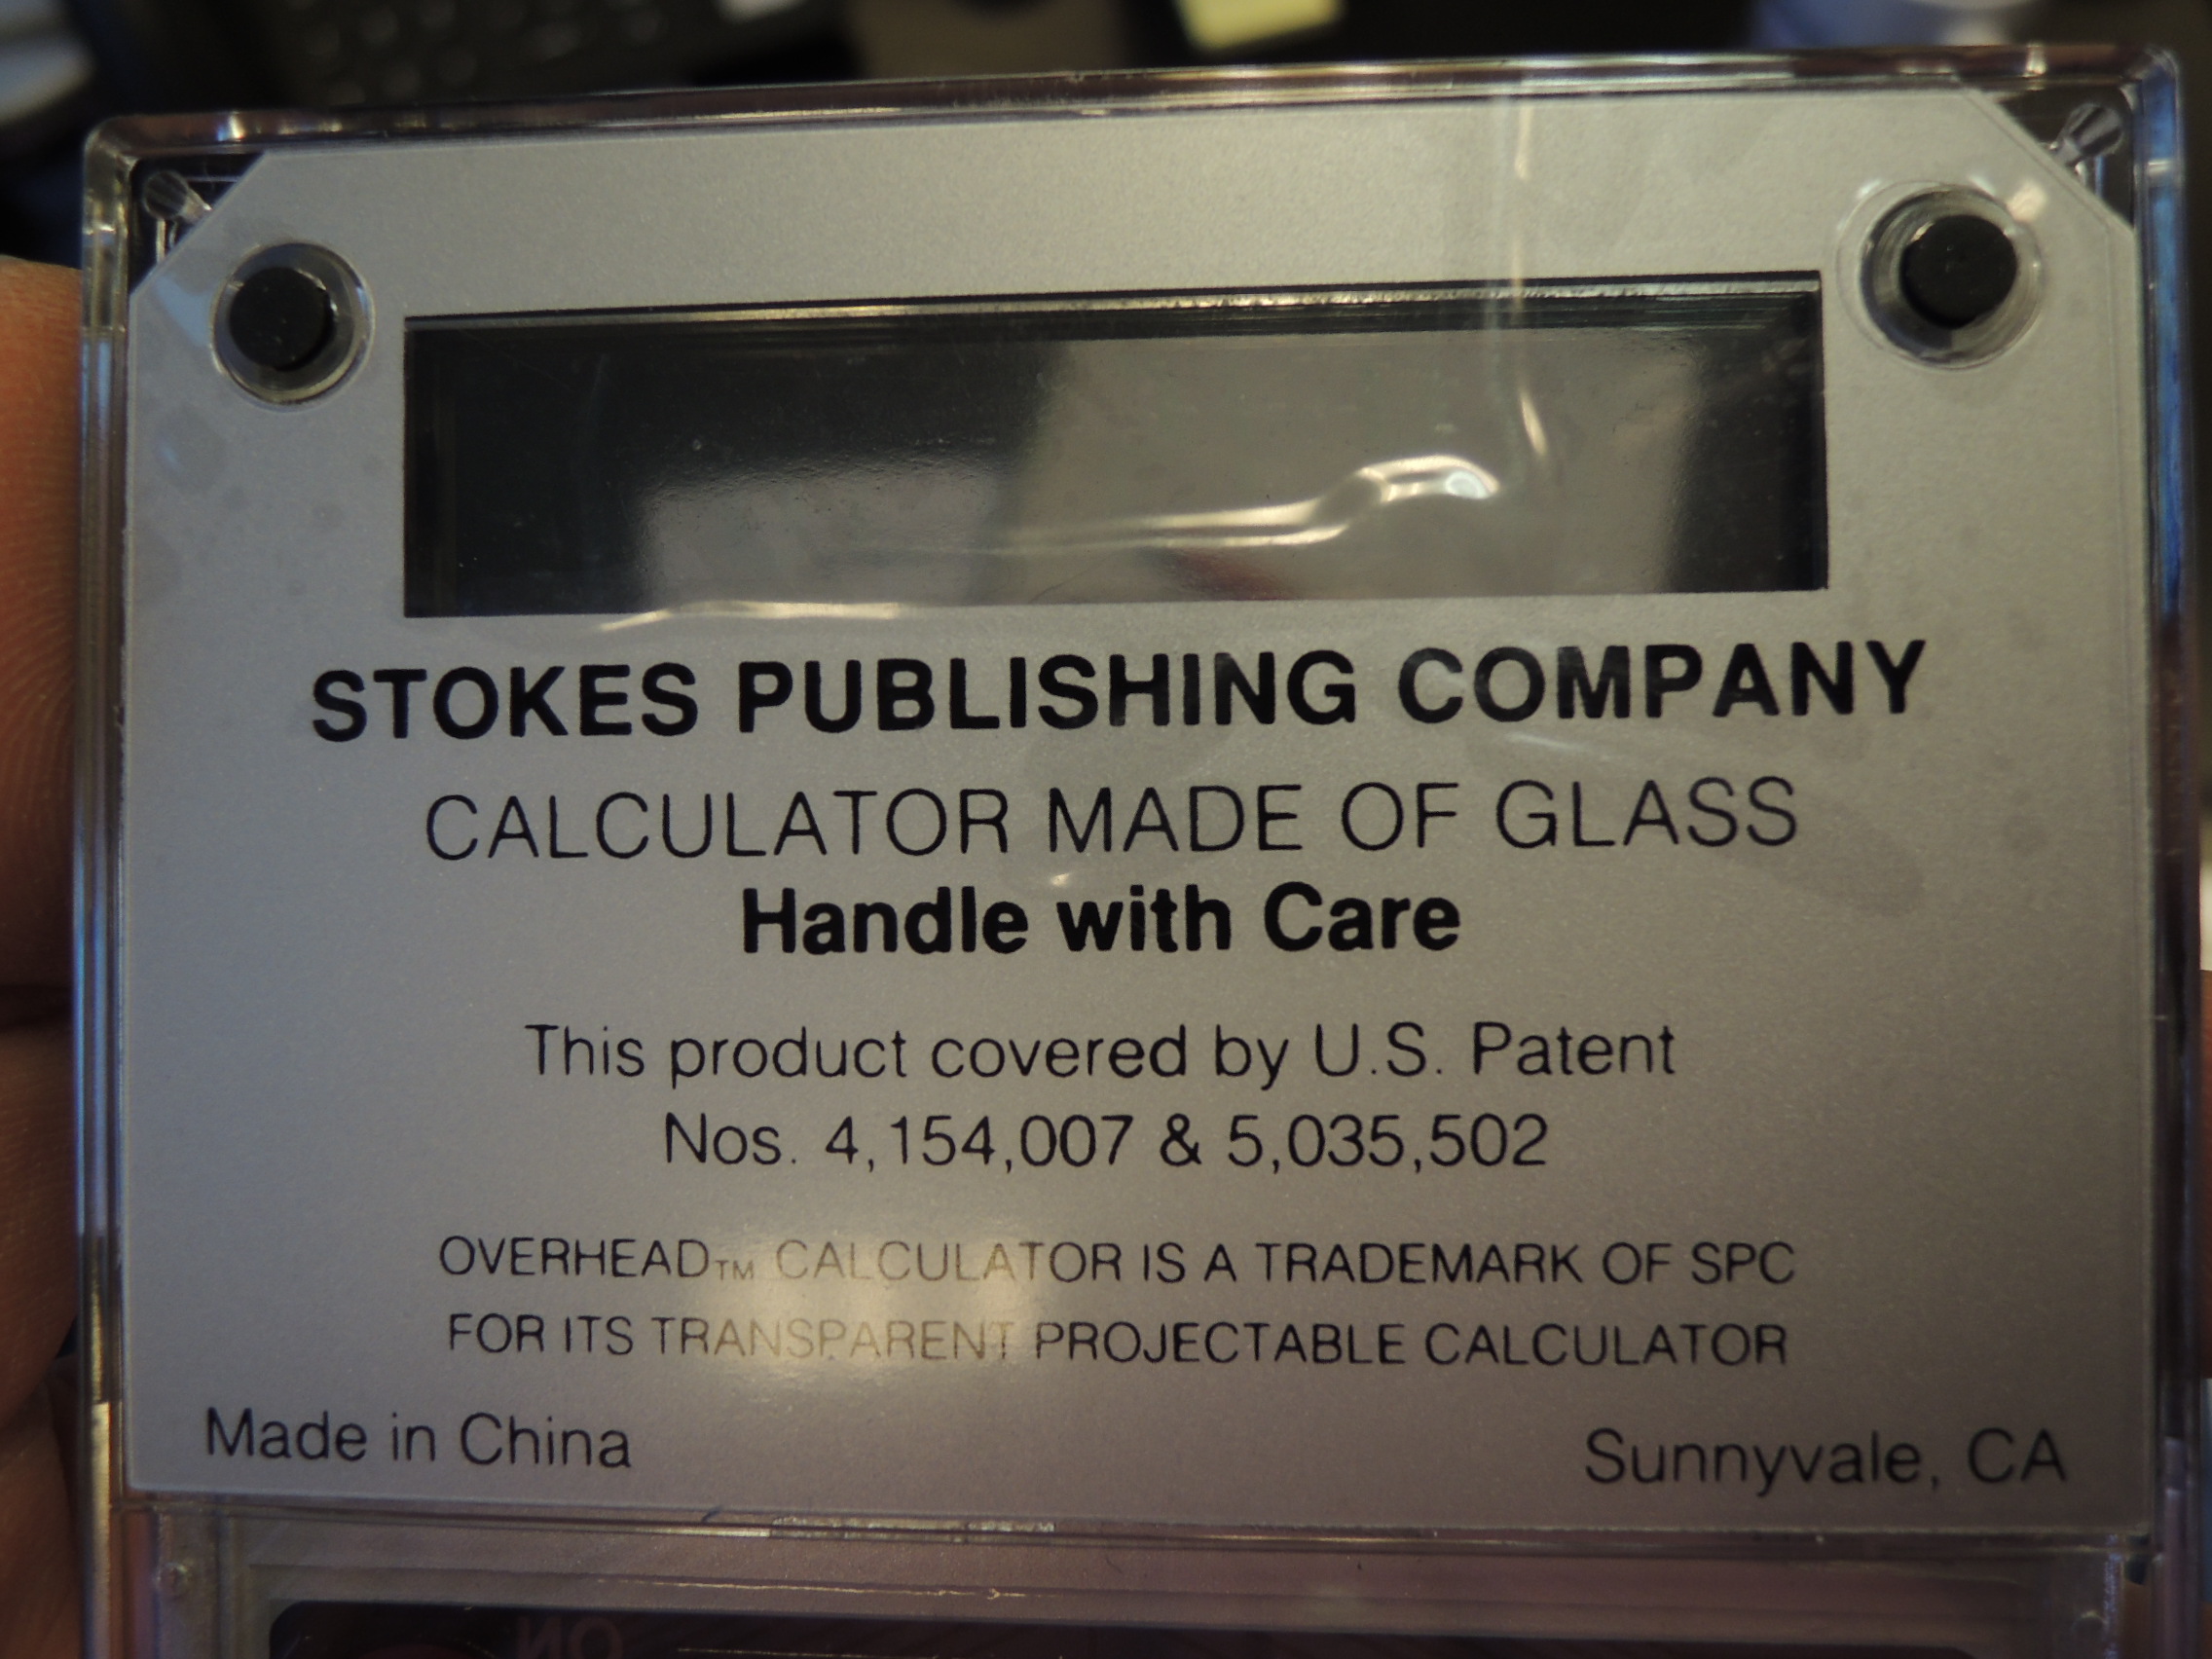 STOKES PUBLISHING COMPANY
CALCULATOR MADE OF GLASS
Handle with Care
This product covered by U.S. Patent
Nos. 4,154,007 & 5,035,502
OVERHEAD™ CALCULATOR IS A TRADEMARK OF SPC
FOR ITS TRANSPARENT PROJECTABLE CALCULATOR
Made in China Sunnyvale, CA
ON